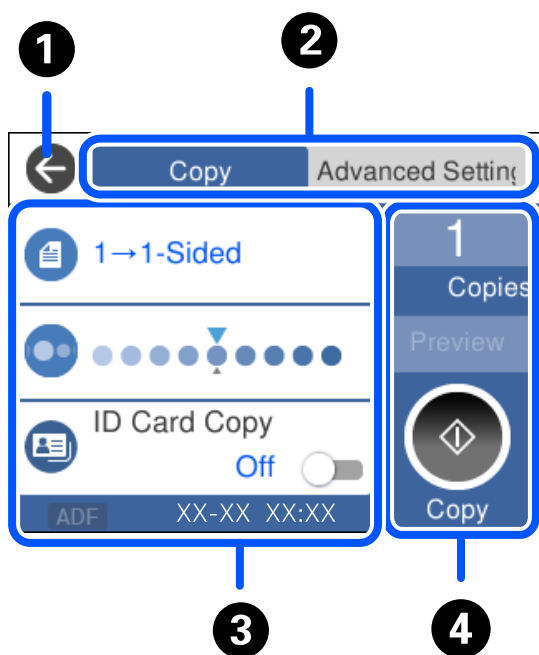 1
2
Copy
Advanced Setting
1→1-Sided
1
Copies
Preview
ID Card Copy
Off
Copy
ADF
XX-XX XX:XX
3
4